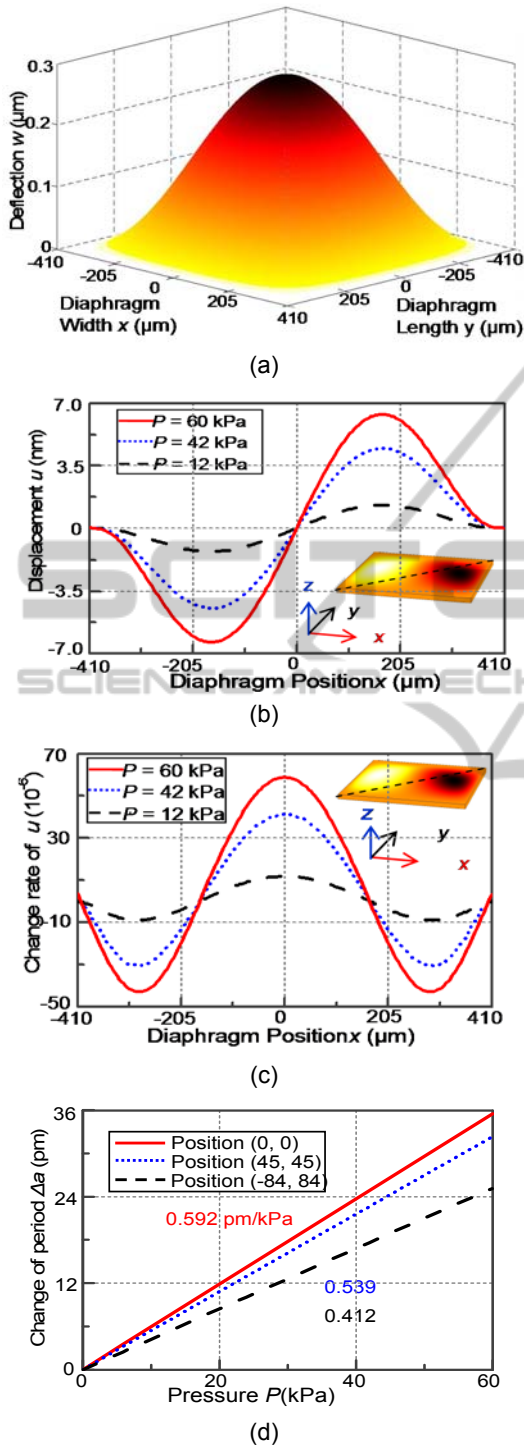 0.3
0.2
0.1
0
Deflection w (µm)
-410
-205
0
205
410
Diaphragm
Width x (µm)
-410
-205
0
205
Diaphragm
Length y (µm)
(a)
7.0
3.5
0
-3.5
-7.0
Displacement u (nm)
P = 60 kPa
P = 42 kPa
P = 12 kPa
z
y
x
-410
-205
0
205
410
Diaphragm Positionx (µm)
SCIENCE AND TECH
(b)
70
30
-10
-50
Change rate of u (10⁻⁶)
P = 60 kPa
P = 42 kPa
P = 12 kPa
z
y
x
-410
-205
0
205
410
Diaphragm Positionx (µm)
(c)
36
24
12
0
Change of period Δa (pm)
Position (0, 0)
Position (45, 45)
Position (-84, 84)
0.592 pm/kPa
0.539
0.412
0
20
40
60
Pressure P(kPa)
(d)